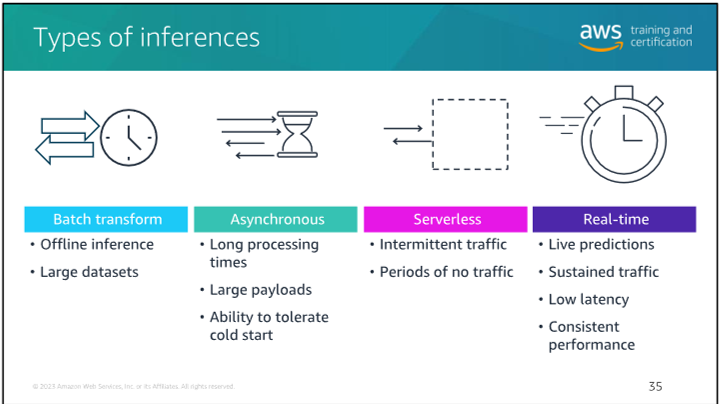 Types of inferences
aws training and
certification
Batch transform
• Offline inference
• Large datasets
Asynchronous
• Long processing
times
• Large payloads
• Ability to tolerate
cold start
Serverless
• Intermittent traffic
• Periods of no traffic
Real-time
• Live predictions
• Sustained traffic
• Low latency
• Consistent
performance
© 2023 Amazon Web Services, Inc. or its Affiliates. All rights reserved.
35